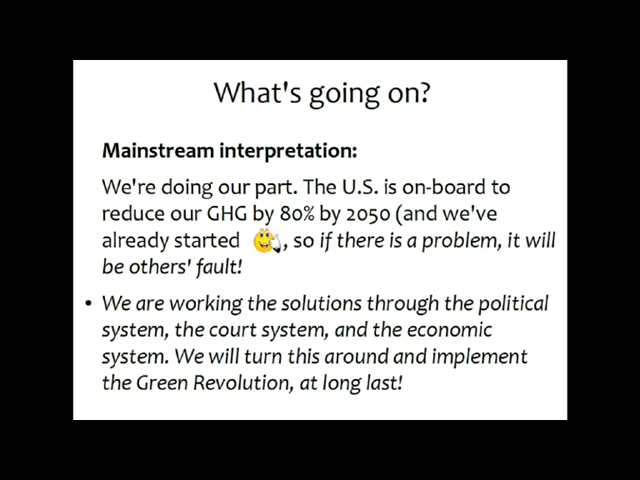 What's going on?
Mainstream interpretation:
We're doing our part. The U.S. is on-board to
reduce our GHG by 80% by 2050 (and we've
already started , so if there is a problem, it will
be others' fault!
• We are working the solutions through the political
system, the court system, and the economic
system. We will turn this around and implement
the Green Revolution, at long last!